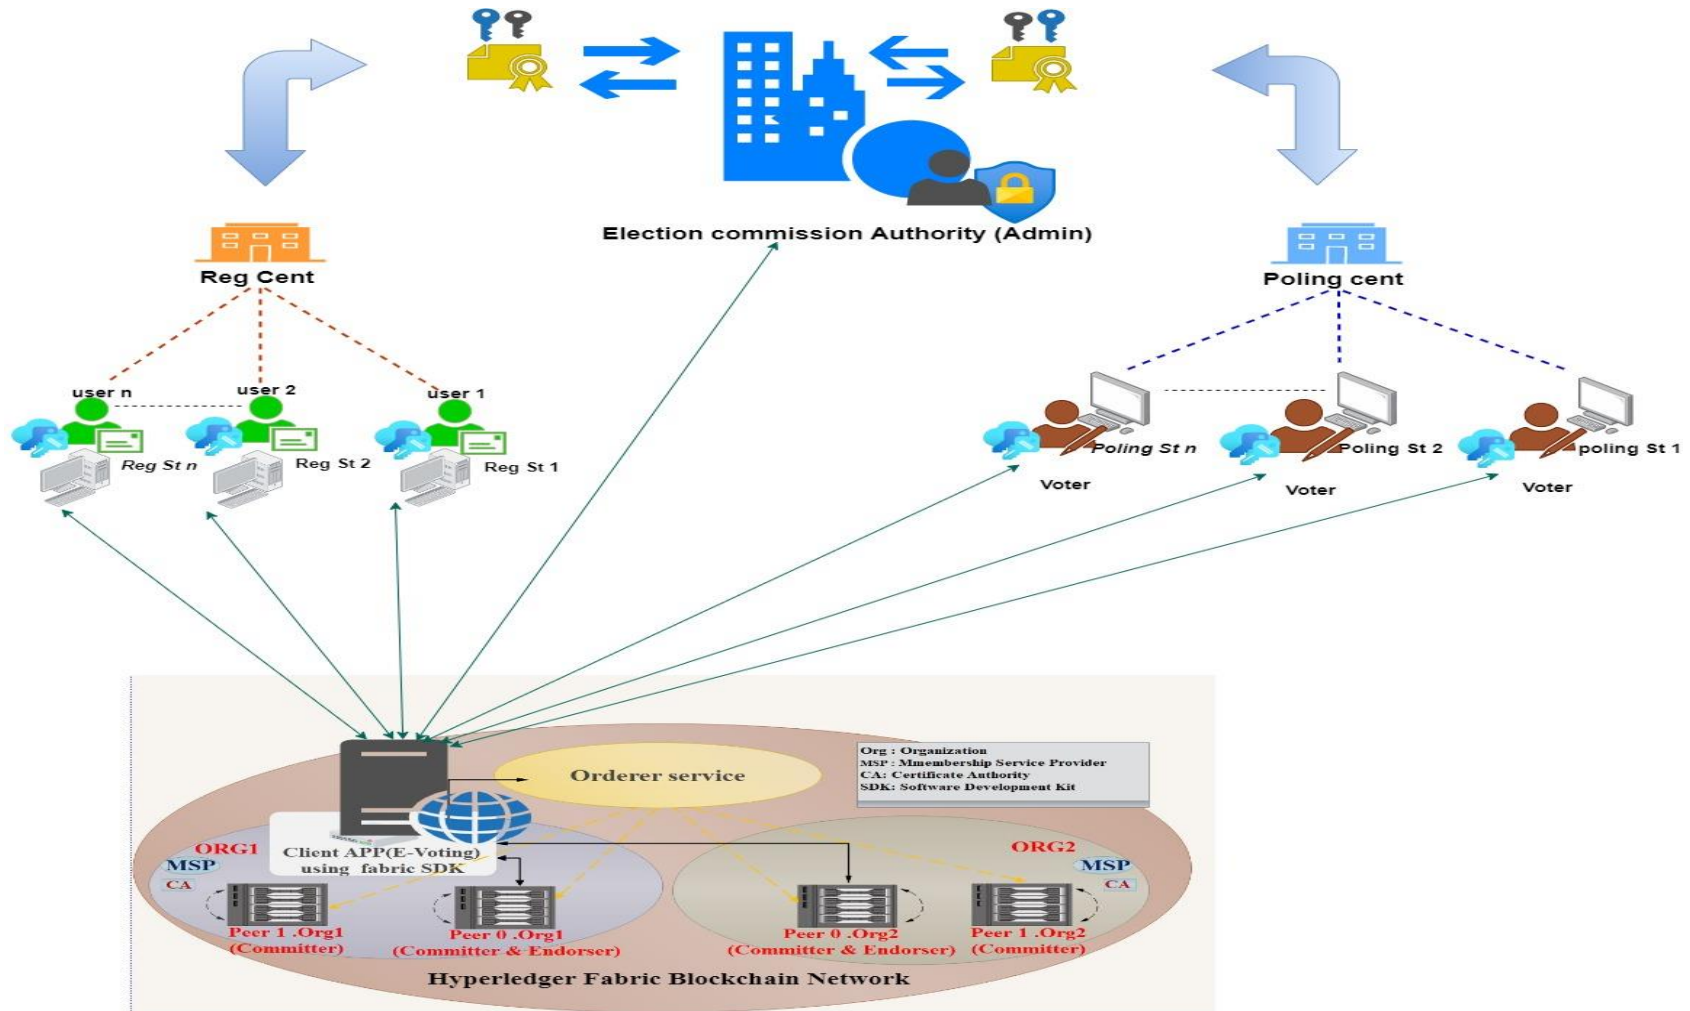 Election commission Authority (Admin)
Reg Cent
Poling cent
user n
user 2
user 1
Reg St n
Reg St 2
Reg St 1
Poling St n
Poling St 2
poling St 1
Voter
Voter
Voter
Orderer service
Org : Organization
MSP : Mmembership Service Provider
CA: Certificate Authority
SDK: Software Development Kit
ORG1
MSP
CA
Client APP(E-Voting)
using fabric SDK
ORG2
MSP
CA
Peer 1 .Org1
(Committer)
Peer 0 .Org1
(Committer & Endorser)
Peer 0 .Org2
(Committer & Endorser)
Peer 1 .Org2
(Committer)
Hyperledger Fabric Blockchain Network